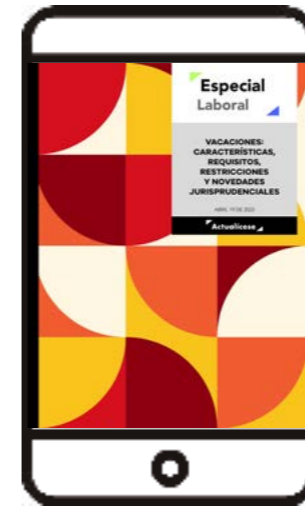 Especial
Laboral
VACACIONES:
CARACTERÍSTICAS,
REQUISITOS,
RESTRICCIONES
Y NOVEDADES
JURISPRUDENCIALES
Actualícese